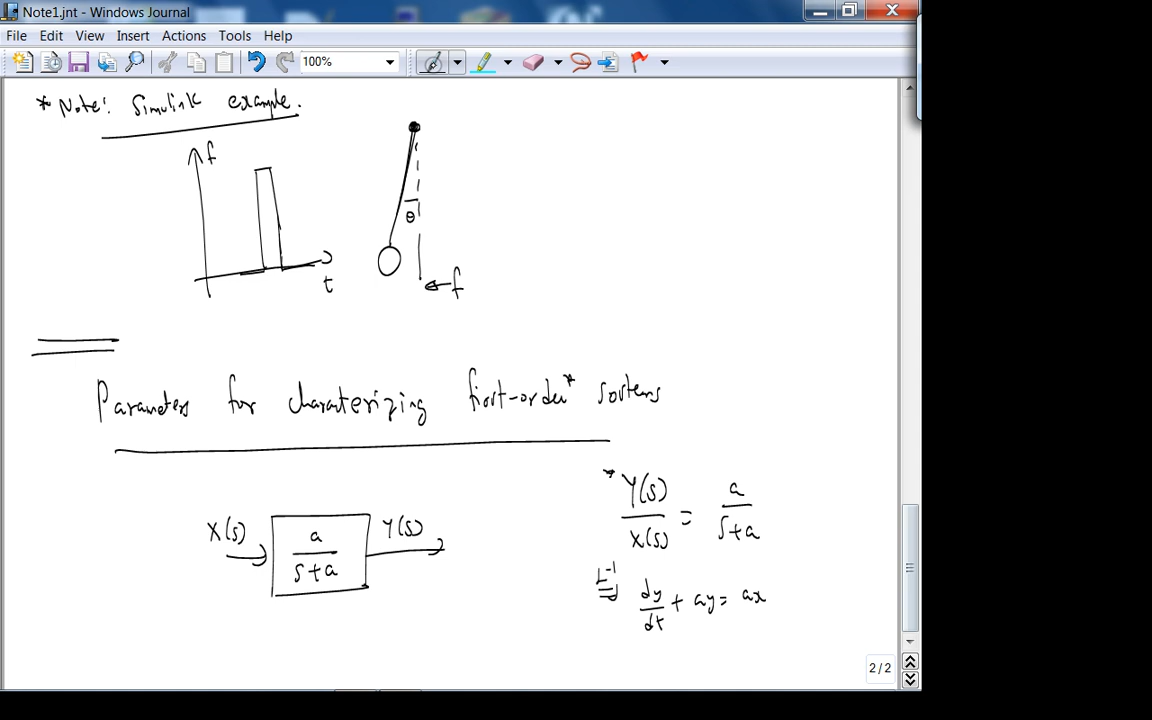 Note1.jnt - Windows Journal
File Edit View Insert Actions Tools Help
100%
* Note: Simulink example.
f
t
θ
f
Parameters for characterizing first-order* systems
X(s) a/(s+a) Y(s)
* Y(s)/X(s) = a/(s+a)
L⁻¹ ⇒ dy/dt + ay = ax
2 / 2